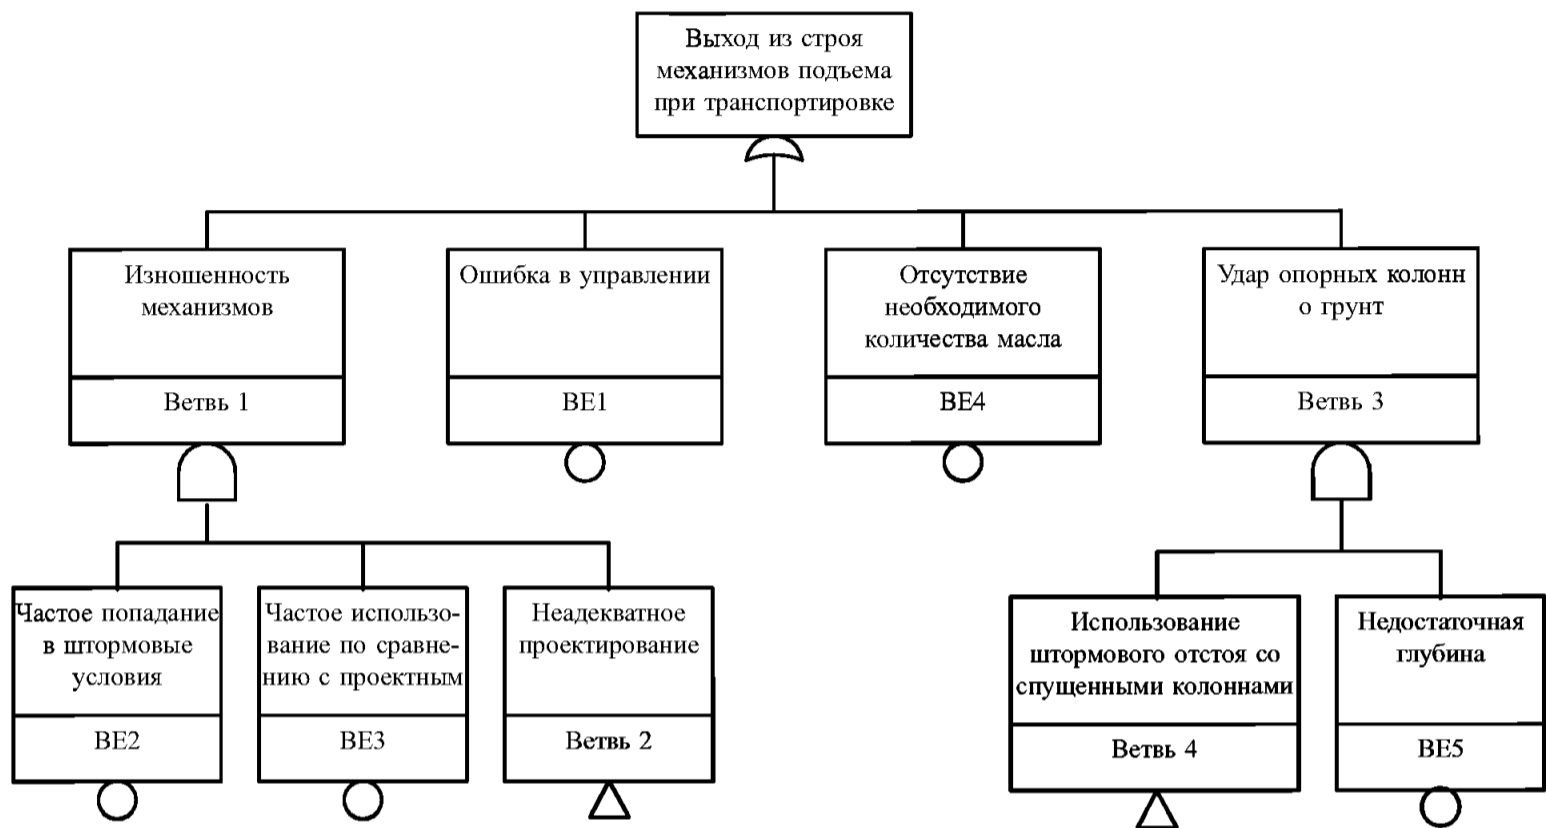 Выход из строя
механизмов подъема
при транспортировке
Изношенность
механизмов
Ветвь 1
Ошибка в управлении
BE1
Отсутствие
необходимого
количества масла
BE4
Удар опорных колонн
о грунт
Ветвь 3
Частое попадание
в штормовые
условия
BE2
Частое использо-
вание по сравне-
нию с проектным
BE3
Неадекватное
проектирование
Ветвь 2
Использование
штормового отстоя со
спущенными колоннами
Ветвь 4
Недостаточная
глубина
BE5